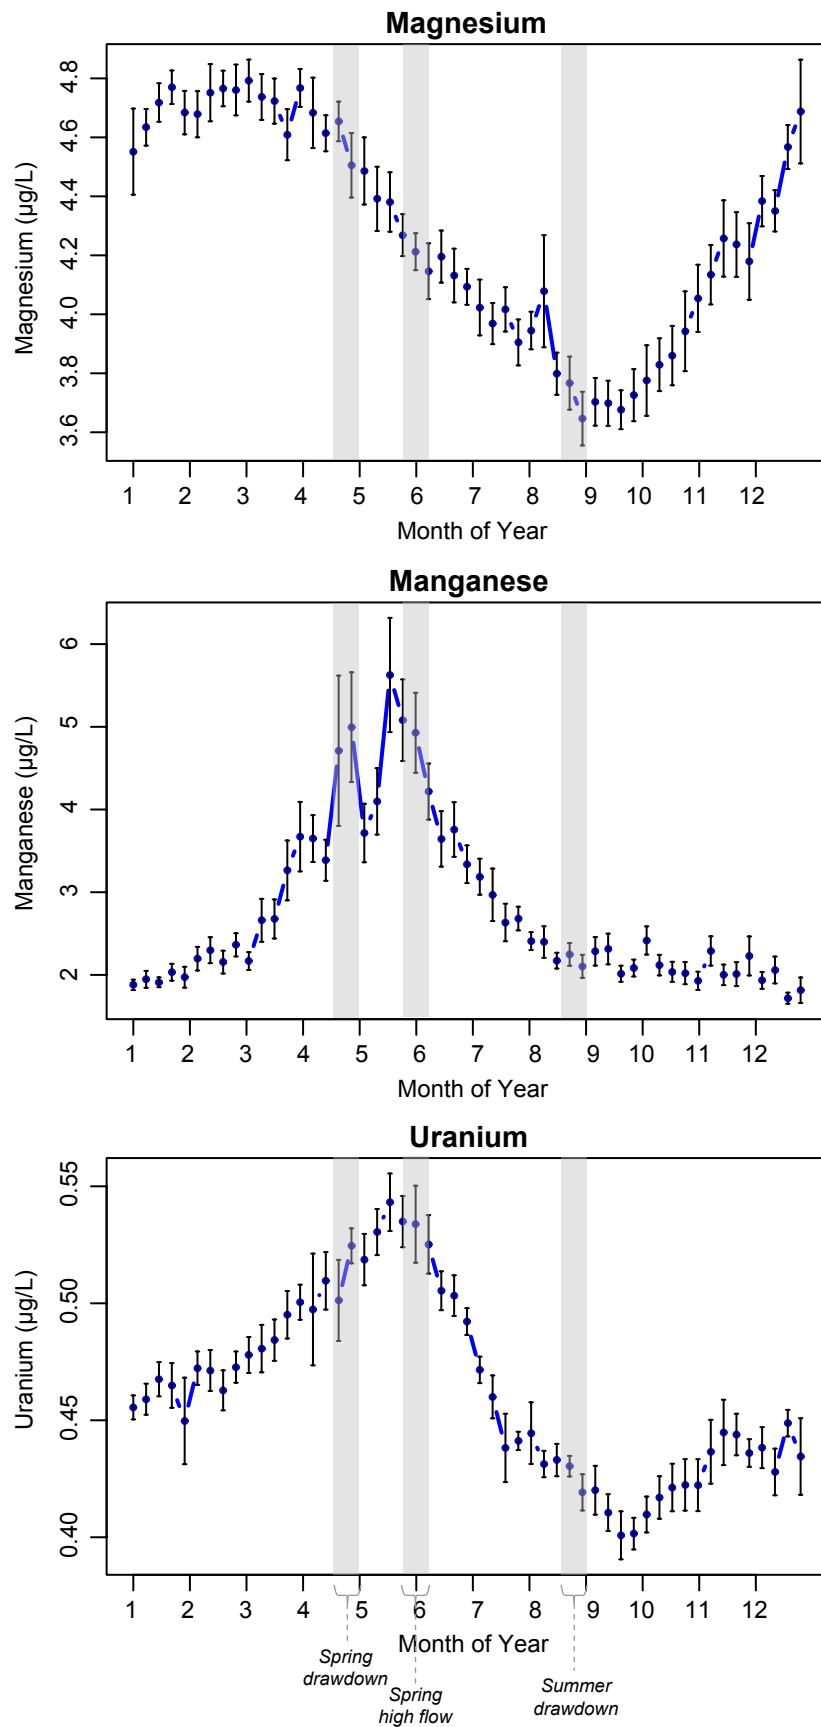 Magnesium
Magnesium (µg/L)
4.8
4.6
4.4
4.2
4.0
3.8
3.6
1 2 3 4 5 6 7 8 9 10 11 12
Month of Year
Manganese
Manganese (µg/L)
6
5
4
3
2
1 2 3 4 5 6 7 8 9 10 11 12
Month of Year
Uranium
Uranium (µg/L)
0.55
0.50
0.45
0.40
1 2 3 4 5 6 7 8 9 10 11 12
Month of Year
Spring
drawdown
Spring
high flow
Summer
drawdown